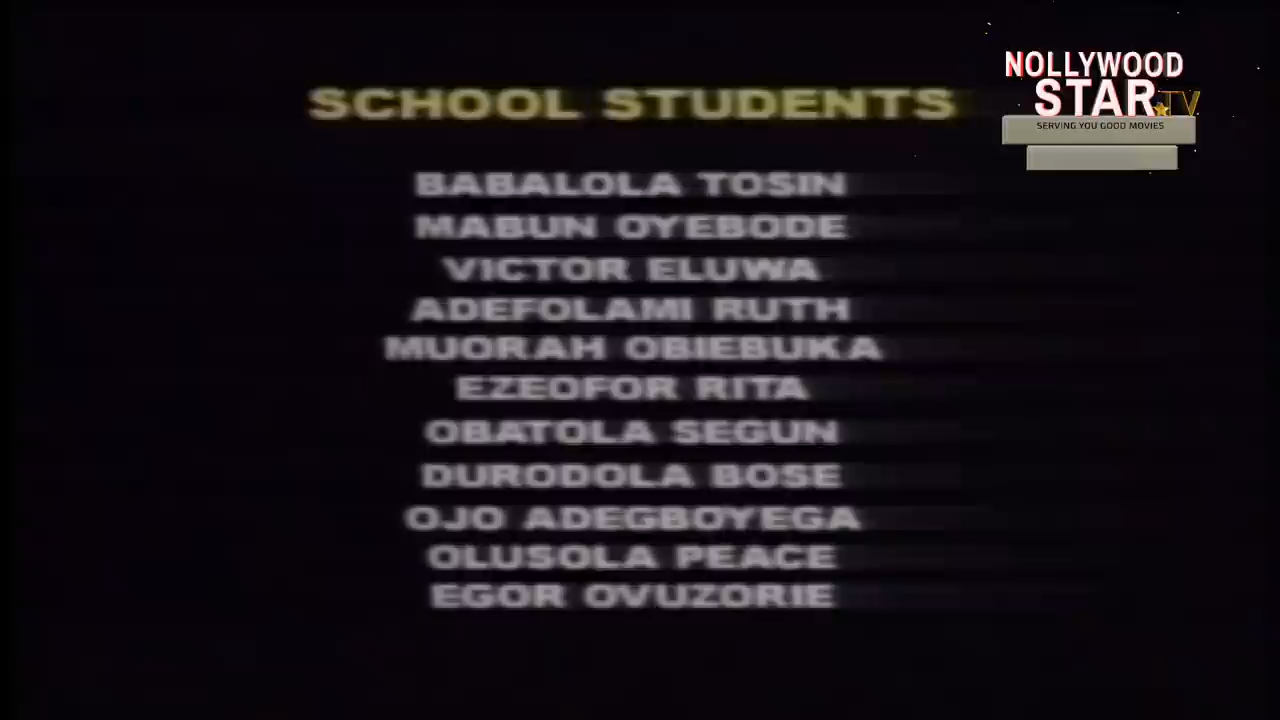 SCHOOL STUDENTS
BABALOLA TOSIN
MABUN OYEBODE
VICTOR ELUWA
ADEFOLAMI RUTH
MUORAH OBIEBUKA
EZEOFOR RITA
OBATOLA SEGUN
DURODOLA BOSE
OJO ADEGBOYEGA
OLUSOLA PEACE
EGOR OVUZORIE
NOLLYWOOD
STAR TV
SERVING YOU GOOD MOVIES